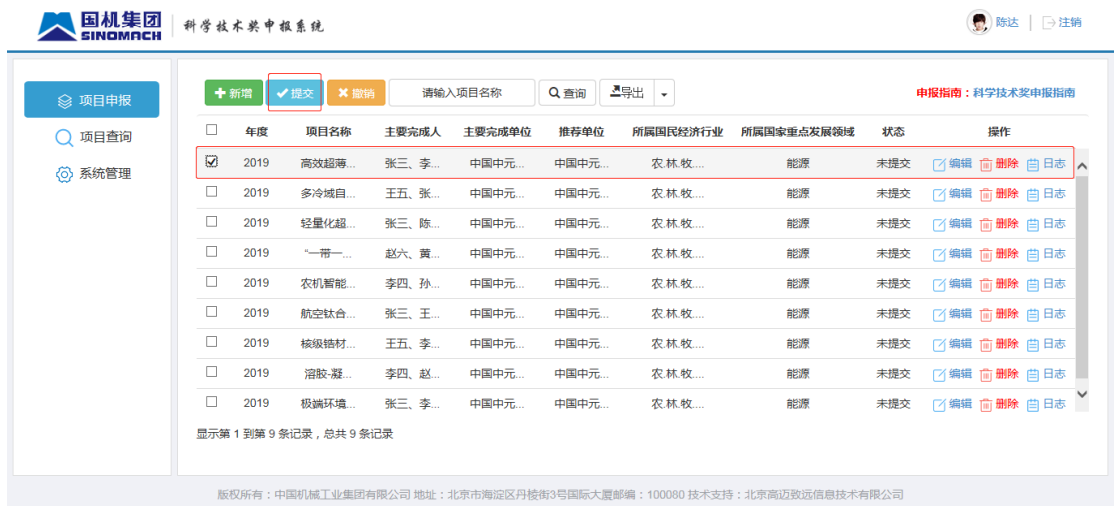 国机集团 SINOMACH 科学技术奖申报系统 陈达 注销
项目申报
项目查询
系统管理
新增 提交 撤销 请输入项目名称 查询 导出 申报指南：科学技术奖申报指南
年度 项目名称 主要完成人 主要完成单位 推荐单位 所属国民经济行业 所属国家重点发展领域 状态 操作
2019 高效超薄... 张三、李... 中国中元... 中国中元... 农.林.牧.... 能源 未提交 编辑 删除 日志
2019 多冷域自... 王五、张... 中国中元... 中国中元... 农.林.牧.... 能源 未提交 编辑 删除 日志
2019 轻量化超... 张三、陈... 中国中元... 中国中元... 农.林.牧.... 能源 未提交 编辑 删除 日志
2019 “一带一... 赵六、黄... 中国中元... 中国中元... 农.林.牧.... 能源 未提交 编辑 删除 日志
2019 农机智能... 李四、孙... 中国中元... 中国中元... 农.林.牧.... 能源 未提交 编辑 删除 日志
2019 航空钛合... 张三、王... 中国中元... 中国中元... 农.林.牧.... 能源 未提交 编辑 删除 日志
2019 核级锆材... 王五、李... 中国中元... 中国中元... 农.林.牧.... 能源 未提交 编辑 删除 日志
2019 溶胶-凝... 李四、赵... 中国中元... 中国中元... 农.林.牧.... 能源 未提交 编辑 删除 日志
2019 极端环境... 张三、李... 中国中元... 中国中元... 农.林.牧.... 能源 未提交 编辑 删除 日志
显示第 1 到第 9 条记录，总共 9 条记录
版权所有：中国机械工业集团有限公司 地址：北京市海淀区丹棱街3号国际大厦邮编：100080 技术支持：北京高迈致远信息技术有限公司